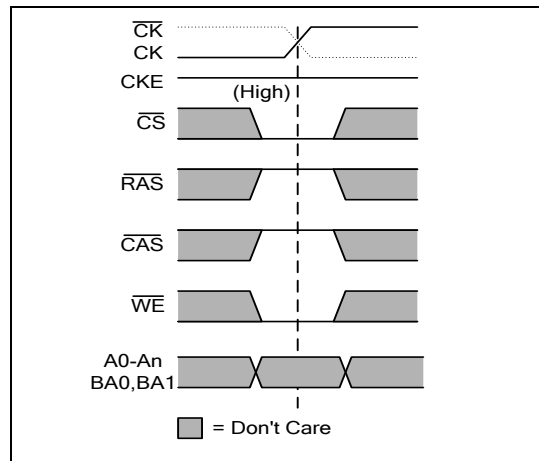 CK
CK
CKE
(High)
CS
RAS
CAS
WE
A0-An
BA0,BA1
= Don't Care